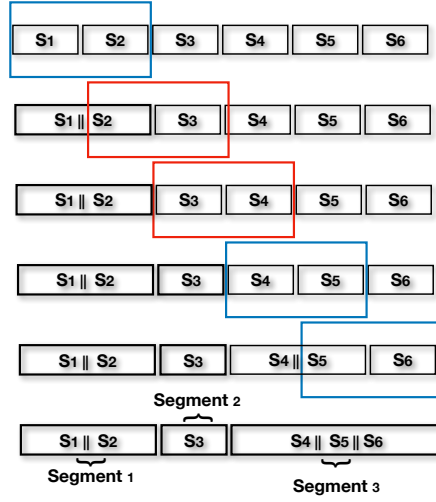 S1 S2 S3 S4 S5 S6
S1 || S2 S3 S4 S5 S6
S1 || S2 S3 S4 S5 S6
S1 || S2 S3 S4 S5 S6
S1 || S2 S3 S4 || S5 S6
Segment 2
S1 || S2 S3 S4 || S5 || S6
Segment 1 Segment 3